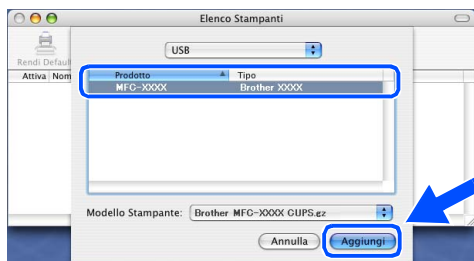 Elenco Stampanti
USB
Rendi Default
Attiva Nom
Prodotto Tipo
MFC-XXXX Brother XXXX
Modello Stampante: Brother MFC-XXXX CUPS.gz
Annulla Aggiungi